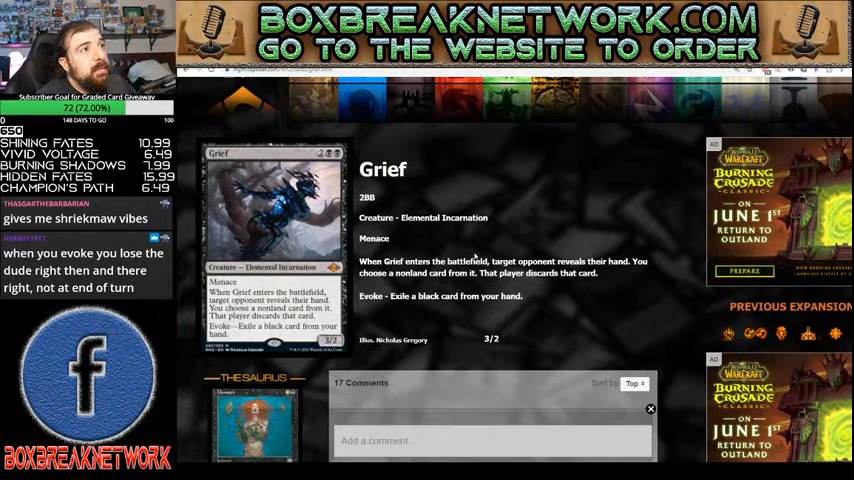 BOXBREAKNETWORK.COM
GO TO THE WEBSITE TO ORDER
Subscriber Goal for Graded Card Giveaway
72 (72.00%)
0
148 DAYS TO GO
100
650
SHINING FATES 10.99
VIVID VOLTAGE 6.49
BURNING SHADOWS 7.99
HIDDEN FATES 15.99
CHAMPION'S PATH 6.49
THASGARTHEBARBARIAN
gives me shriekmaw vibes
HERMIT1911
when you evoke you lose the
dude right then and there
right, not at end of turn
f
BOXBREAKNETWORK
Grief 2
Creature — Elemental Incarnation
Menace
When Grief enters the battlefield,
target opponent reveals their hand.
You choose a nonland card from it.
That player discards that card.
Evoke—Exile a black card from your
hand.
3/2
Grief
2BB
Creature - Elemental Incarnation
Menace
When Grief enters the battlefield, target opponent reveals their hand. You
choose a nonland card from it. That player discards that card.
Evoke - Exile a black card from your hand.
Illus. Nicholas Gregory
3/2
THESAURUS
17 Comments
Sort by
Top
Add a comment...
AD
WORLD
WARCRAFT
BURNING
CRUSADE
CLASSIC
ON
JUNE 1ST
RETURN TO
OUTLAND
PREPARE
PREVIOUS EXPANSION
AD
WORLD
WARCRAFT
BURNING
CRUSADE
CLASSIC
ON
JUNE 1ST
RETURN TO
OUTLAND